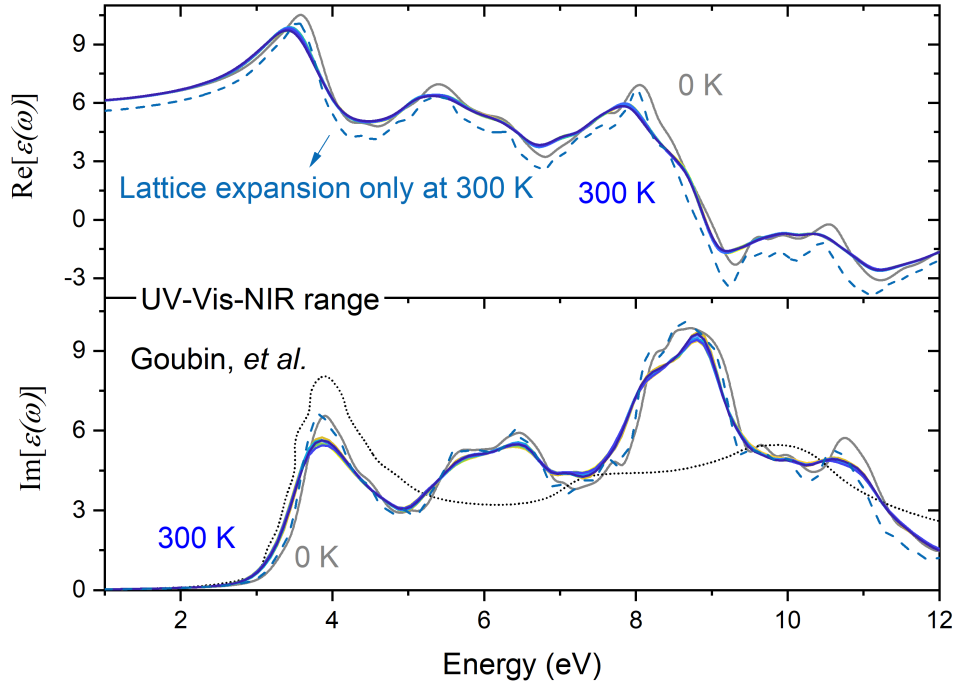 Re[ε(ω)]
9
6
3
0
-3
0 K
Lattice expansion only at 300 K
300 K
UV-Vis-NIR range
Goubin, et al.
Im[ε(ω)]
9
6
3
0
300 K
0 K
2 4 6 8 10 12
Energy (eV)